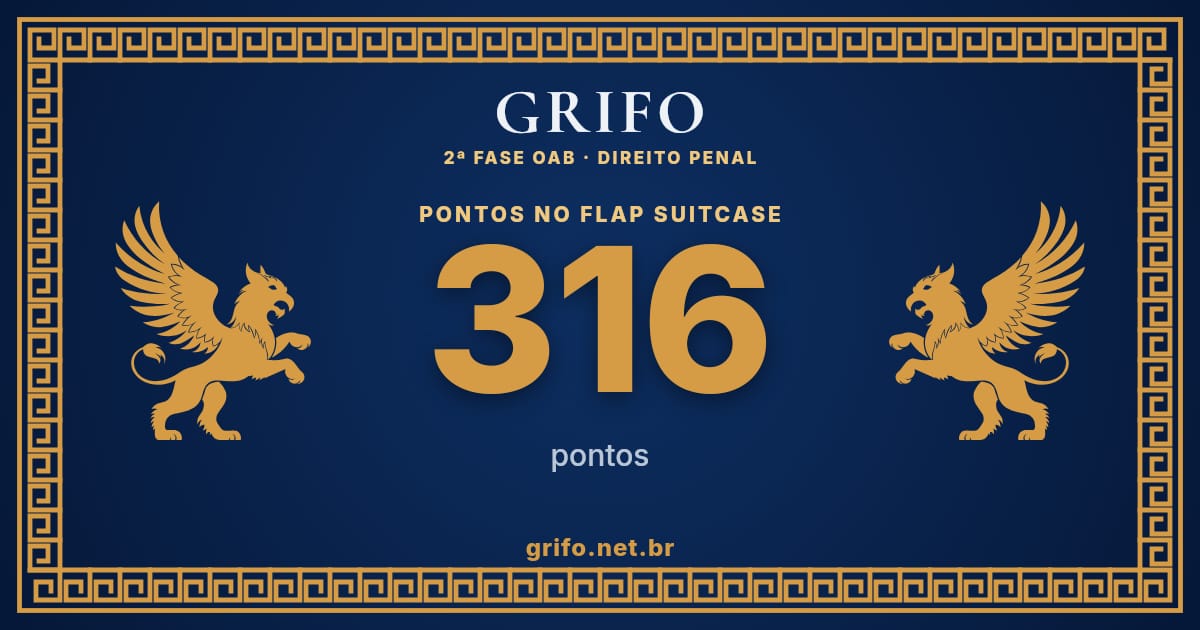 GRIFO
2ª FASE OAB · DIREITO PENAL
PONTOS NO FLAP SUITCASE
316
pontos
grifo.net.br